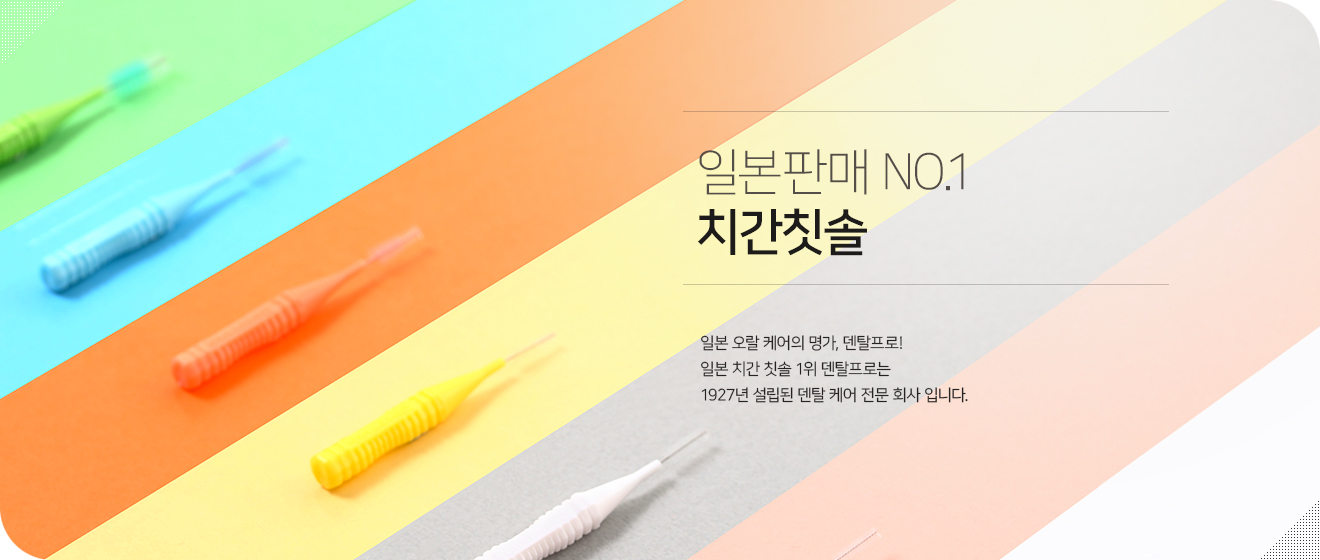 일본판매 NO.1
치간칫솔
일본 오랄 케어의 명가, 덴탈프로!
일본 치간 칫솔 1위 덴탈프로는
1927년 설립된 덴탈 케어 전문 회사 입니다.